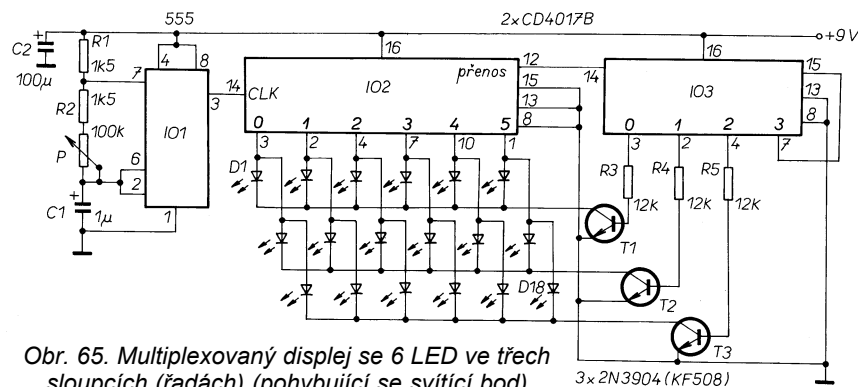 555
2xCD4017B
+9V
C2
100µ
R1
1k5
R2
1k5
100k
P
C1
1µ
4
8
7
IO1
3
6
2
1
14
CLK
16
IO2
přenos
12
15
13
8
0
1
2
3
4
5
3
2
4
7
10
1
D1
D18
14
16
IO3
15
13
8
0
1
2
3
3
2
4
7
R3
R4
R5
12k
12k
12k
T1
T2
T3
3x2N3904(KF508)
Obr. 65. Multiplexovaný displej se 6 LED ve třech
sloupcích (řadách) (pohybující se svítící bod)